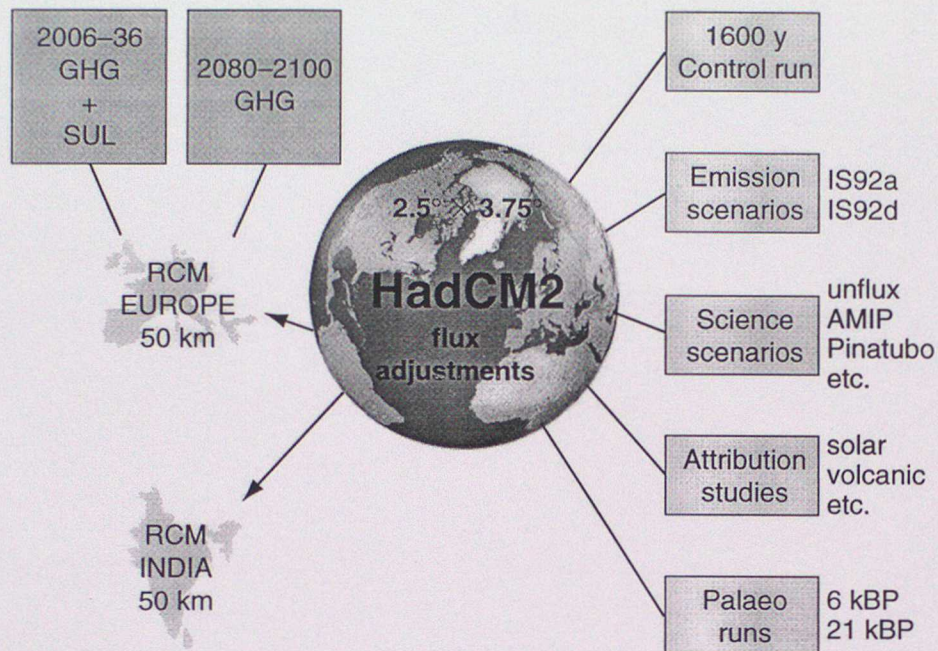 2006–36
GHG
+
SUL
2080–2100
GHG
RCM
EUROPE
50 km
RCM
INDIA
50 km
2.5° × 3.75°
HadCM2
flux
adjustments
1600 y
Control run
Emission
scenarios
IS92a
IS92d
Science
scenarios
unflux
AMIP
Pinatubo
etc.
Attribution
studies
solar
volcanic
etc.
Palaeo
runs
6 kBP
21 kBP